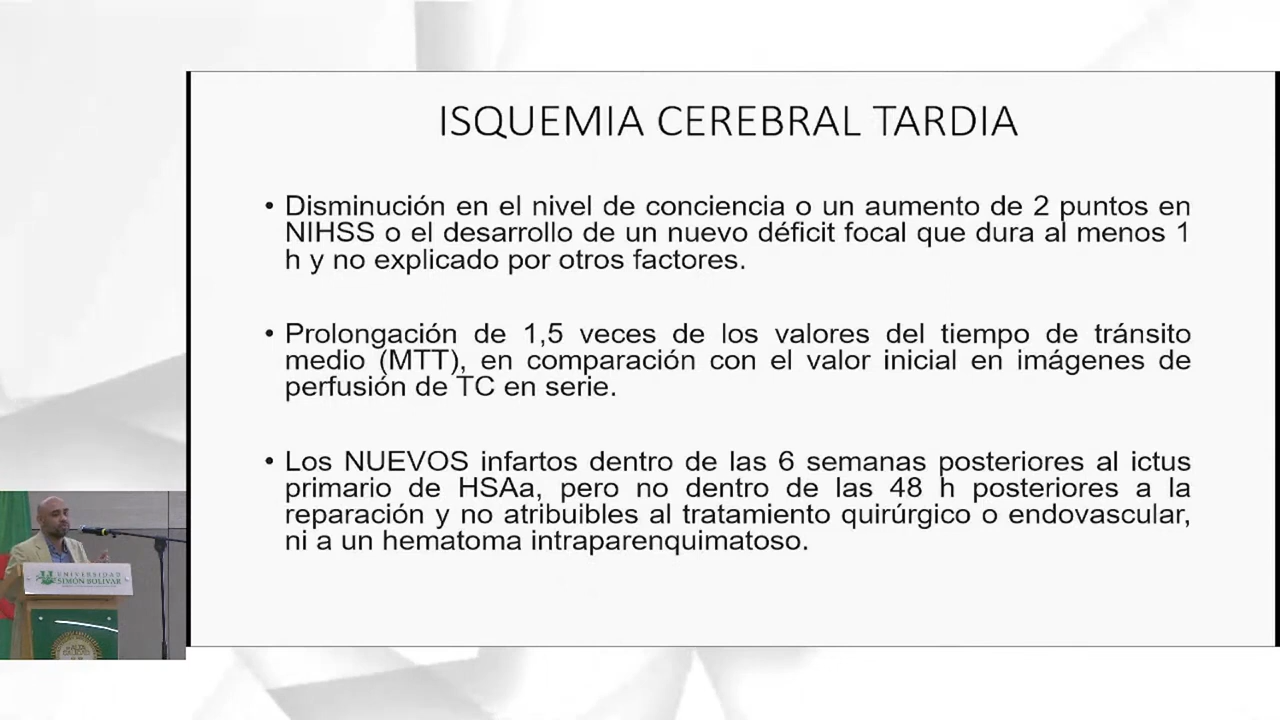 ISQUEMIA CEREBRAL TARDIA
• Disminución en el nivel de conciencia o un aumento de 2 puntos en
NIHSS o el desarrollo de un nuevo déficit focal que dura al menos 1
h y no explicado por otros factores.
• Prolongación de 1,5 veces de los valores del tiempo de tránsito
medio (MTT), en comparación con el valor inicial en imágenes de
perfusión de TC en serie.
• Los NUEVOS infartos dentro de las 6 semanas posteriores al ictus
primario de HSAa, pero no dentro de las 48 h posteriores a la
reparación y no atribuibles al tratamiento quirúrgico o endovascular,
ni a un hematoma intraparenquimatoso.
UNIVERSIDAD
SIMÓN BOLÍVAR